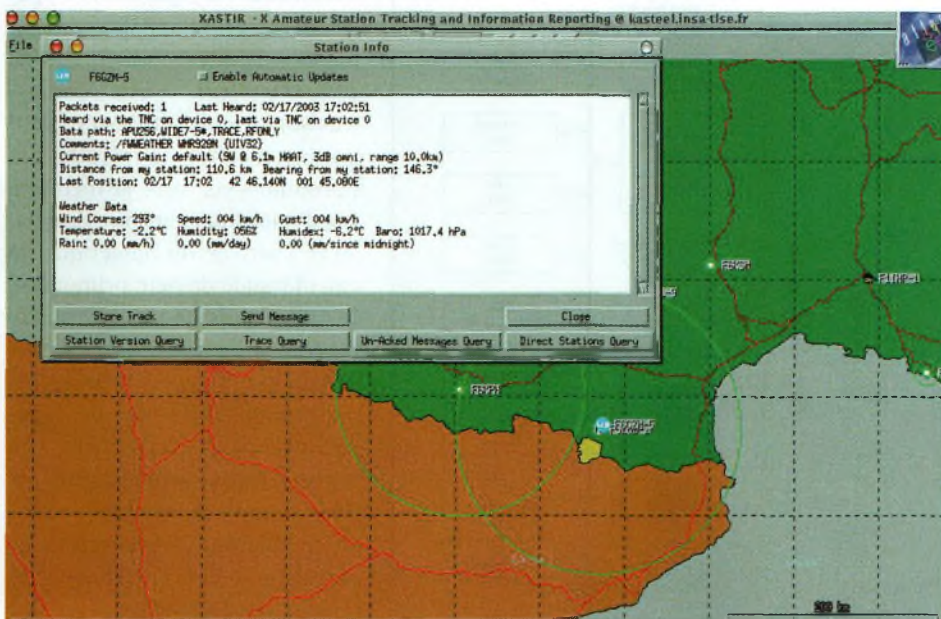 XASTIR - X Amateur Station Tracking and Information Reporting @ kasteel.insa-tlse.fr
File
Station Info
F6GZM-5 Enable Automatic Updates
Packets received: 1 Last Heard: 02/17/2003 17:02:51
Heard via the TNC on device 0, last via TNC on device 0
Data path: APU256,WIDE7-5*,TRACE,RFONLY
Comments: /#WEATHER WMR928N {UIV32}
Current Power Gain: default (9W @ 6.1m HAAT, 3dB omni, range 10.0km)
Distance from my station: 110.6 km Bearing from my station: 146.3°
Last Position: 02/17 17:02 42 46.140N 001 45.080E
Weather Data
Wind Course: 293° Speed: 004 km/h Gust: 004 km/h
Temperature: -2.2°C Humidity: 056% Humidex: -6.2°C Baro: 1017.4 hPa
Rain: 0.00 (mm/h) 0.00 (mm/day) 0.00 (mm/since midnight)
Store Track Send Message Close
Station Version Query Trace Query Un-Acked Messages Query Direct Stations Query
200 km